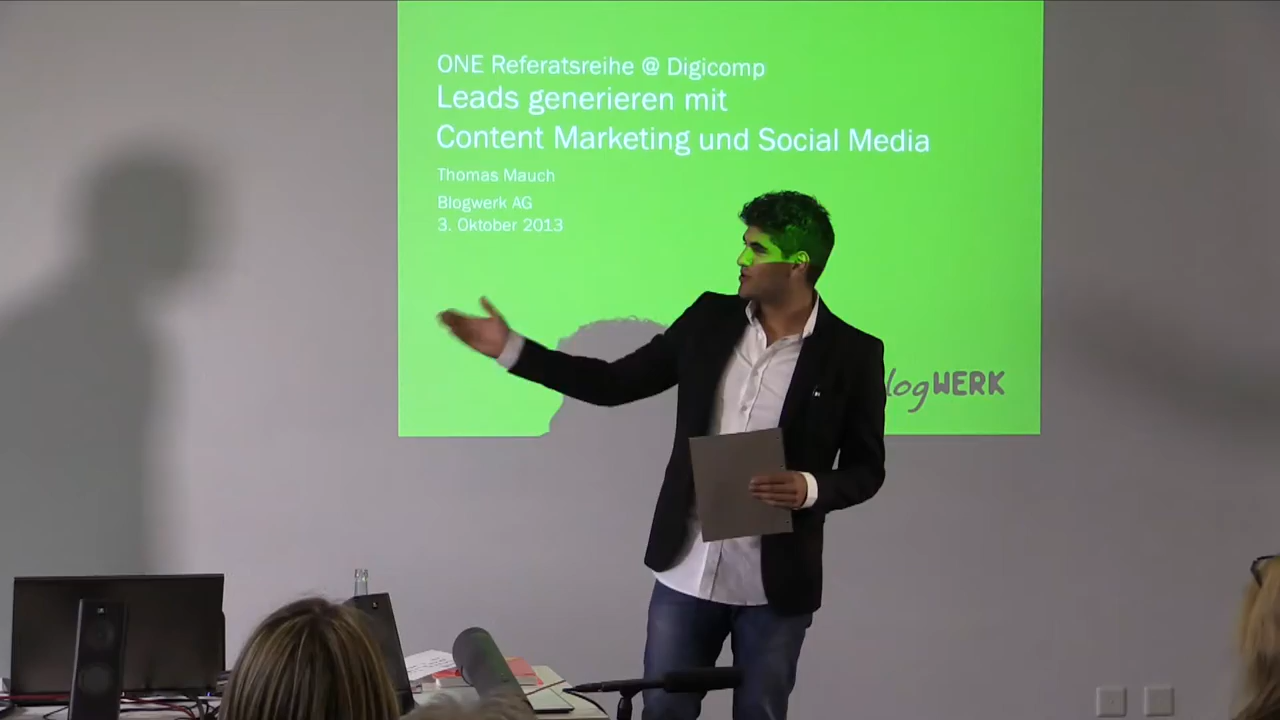 ONE Referatsreihe @ Digicomp
Leads generieren mit
Content Marketing und Social Media
Thomas Mauch
Blogwerk AG
3. Oktober 2013
logWERK